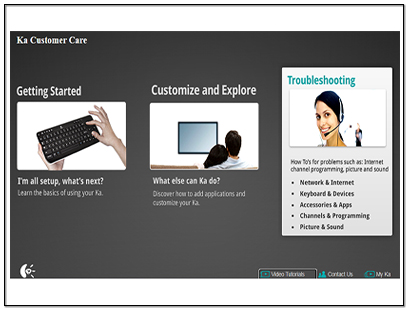 Ka Customer Care
Getting Started
I'm all setup, what's next?
Learn the basics of using your Ka.
Customize and Explore
What else can Ka do?
Discover how to add applications and
customize your Ka.
Troubleshooting
How To's for problems such as: Internet
channel programming, picture and sound
• Network & Internet
• Keyboard & Devices
• Accessories & Apps
• Channels & Programming
• Picture & Sound
Video Tutorials
Contact Us
My Ka